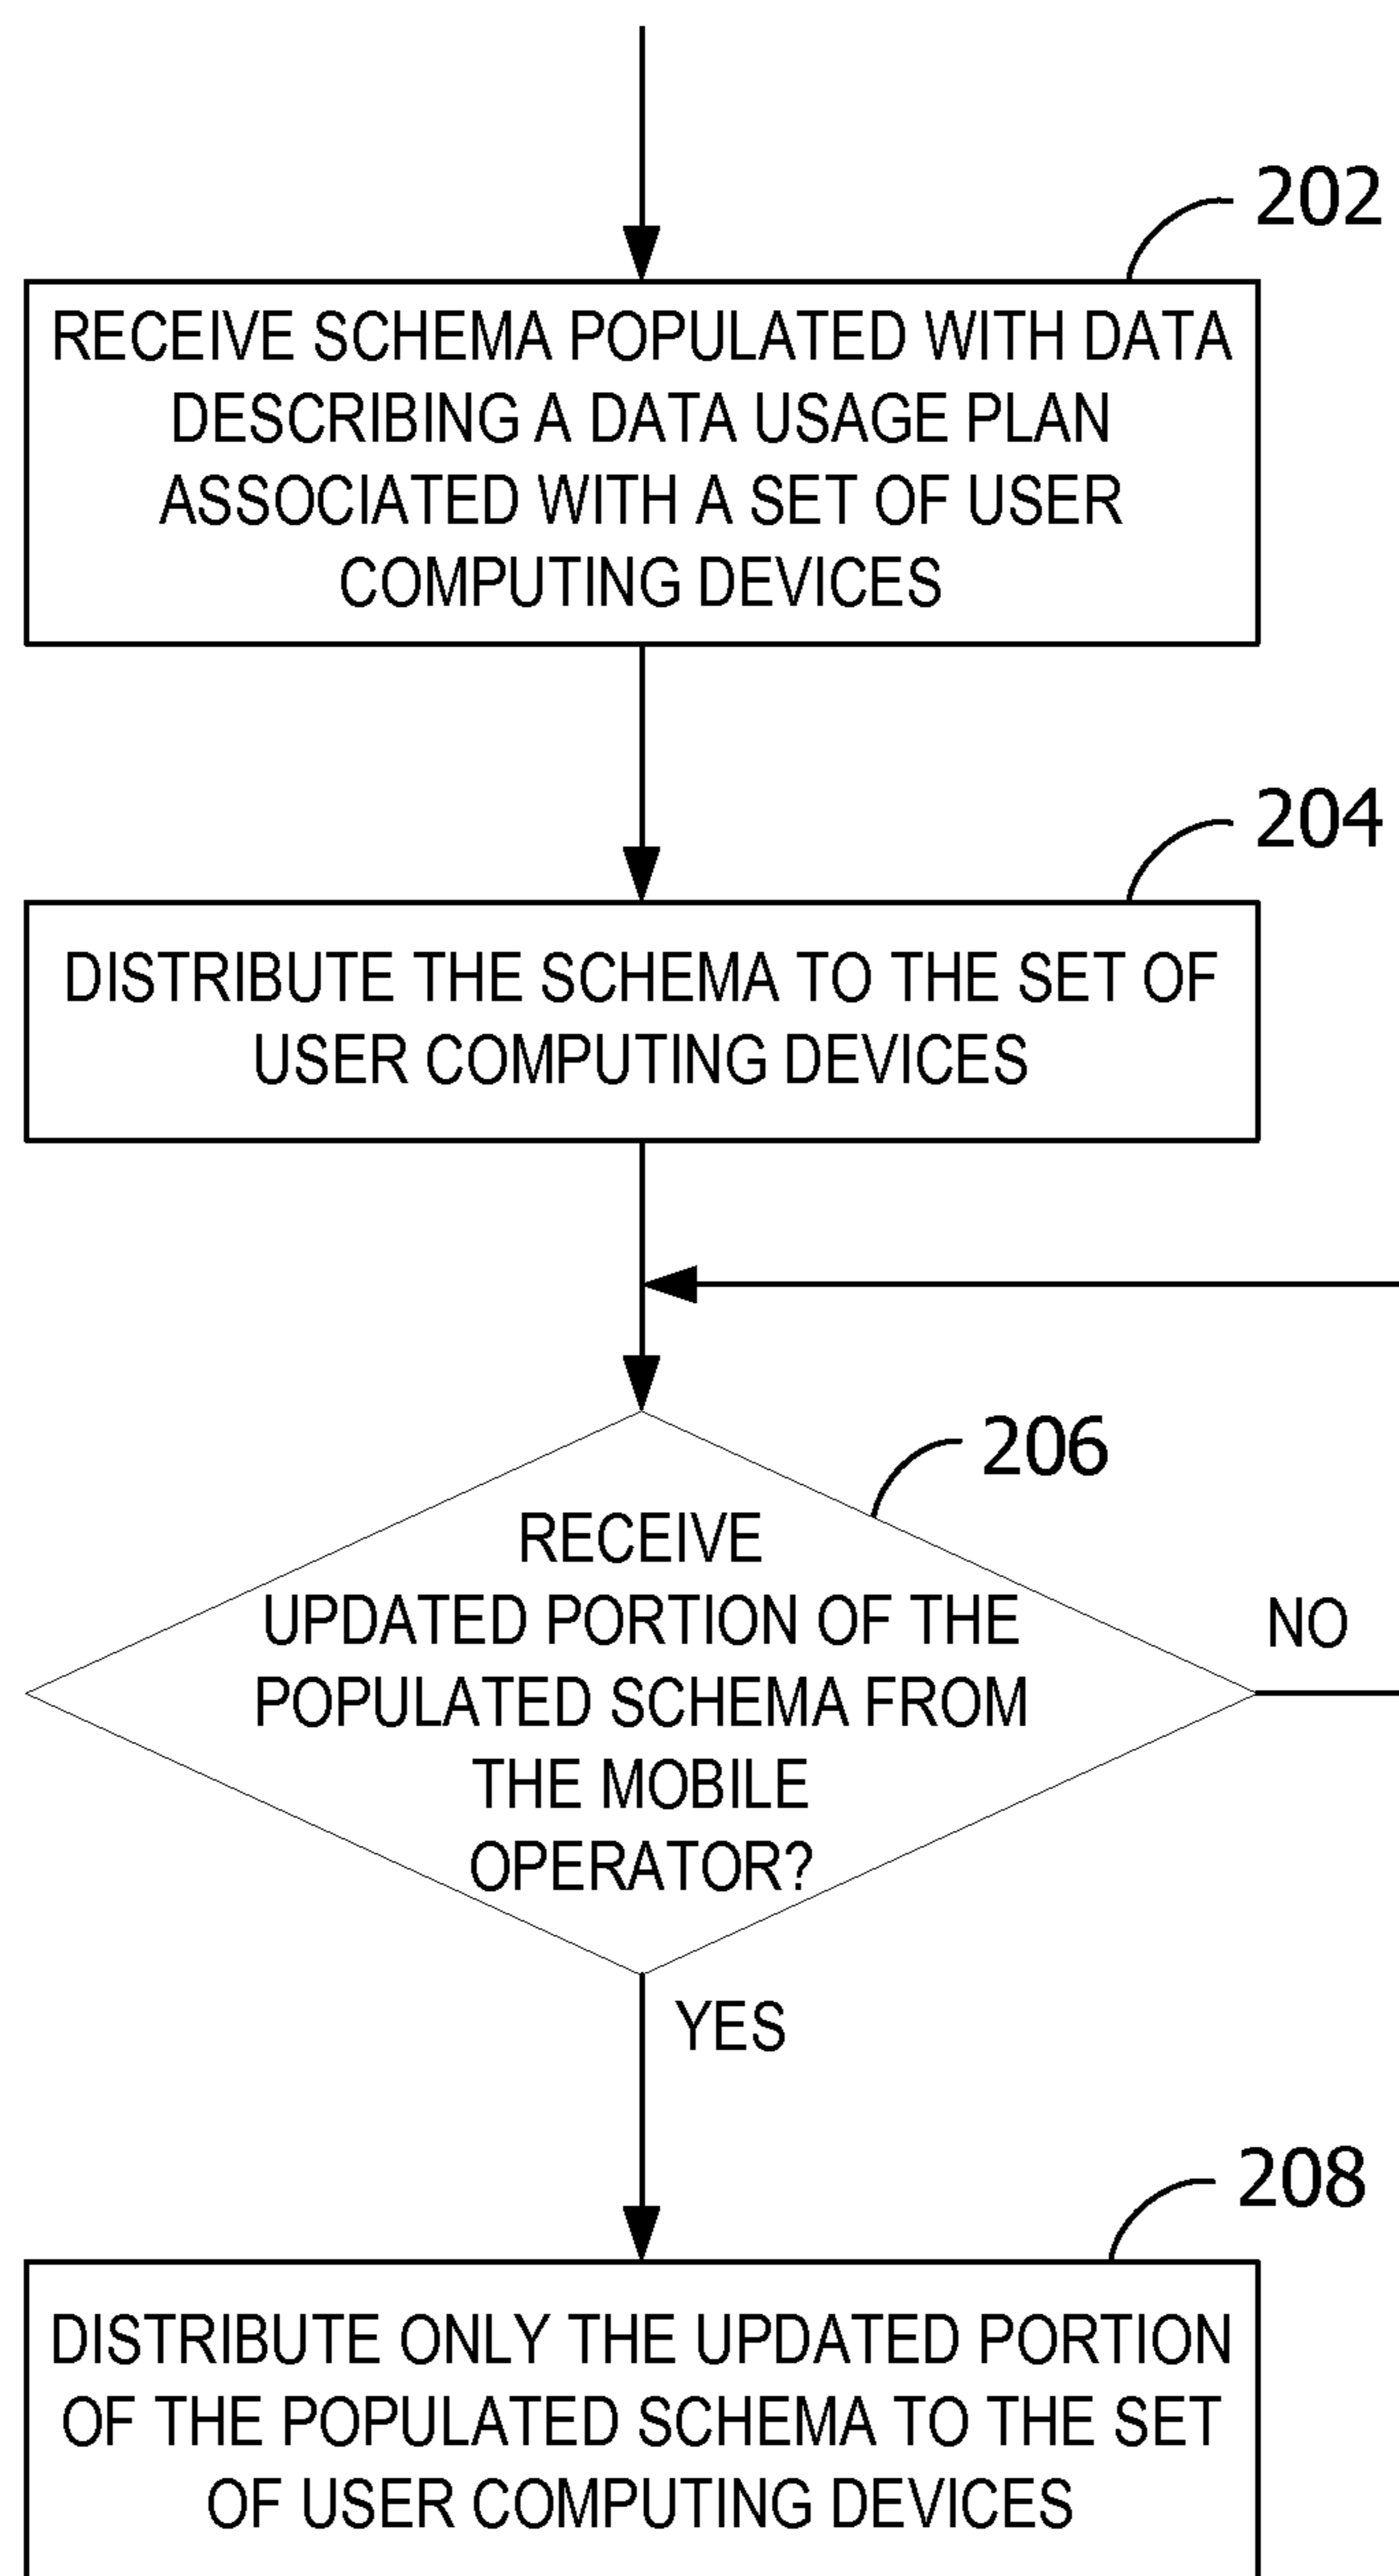 202
RECEIVE SCHEMA POPULATED WITH DATA
DESCRIBING A DATA USAGE PLAN
ASSOCIATED WITH A SET OF USER
COMPUTING DEVICES
204
DISTRIBUTE THE SCHEMA TO THE SET OF
USER COMPUTING DEVICES
206
RECEIVE
UPDATED PORTION OF THE
POPULATED SCHEMA FROM
THE MOBILE
OPERATOR?
NO
YES
208
DISTRIBUTE ONLY THE UPDATED PORTION
OF THE POPULATED SCHEMA TO THE SET
OF USER COMPUTING DEVICES